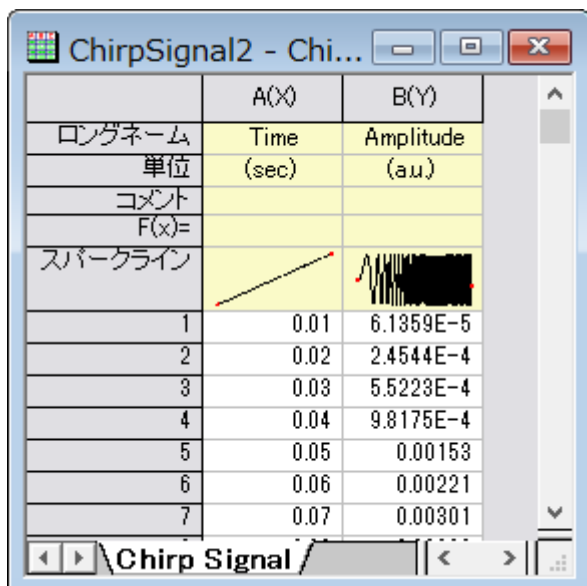 ChirpSignal2 - Chi...
A(X) B(Y)
ロングネーム Time Amplitude
単位 (sec) (a.u.)
コメント
F(x)=
スパークライン
1 0.01 6.1359E-5
2 0.02 2.4544E-4
3 0.03 5.5223E-4
4 0.04 9.8175E-4
5 0.05 0.00153
6 0.06 0.00221
7 0.07 0.00301
Chirp Signal